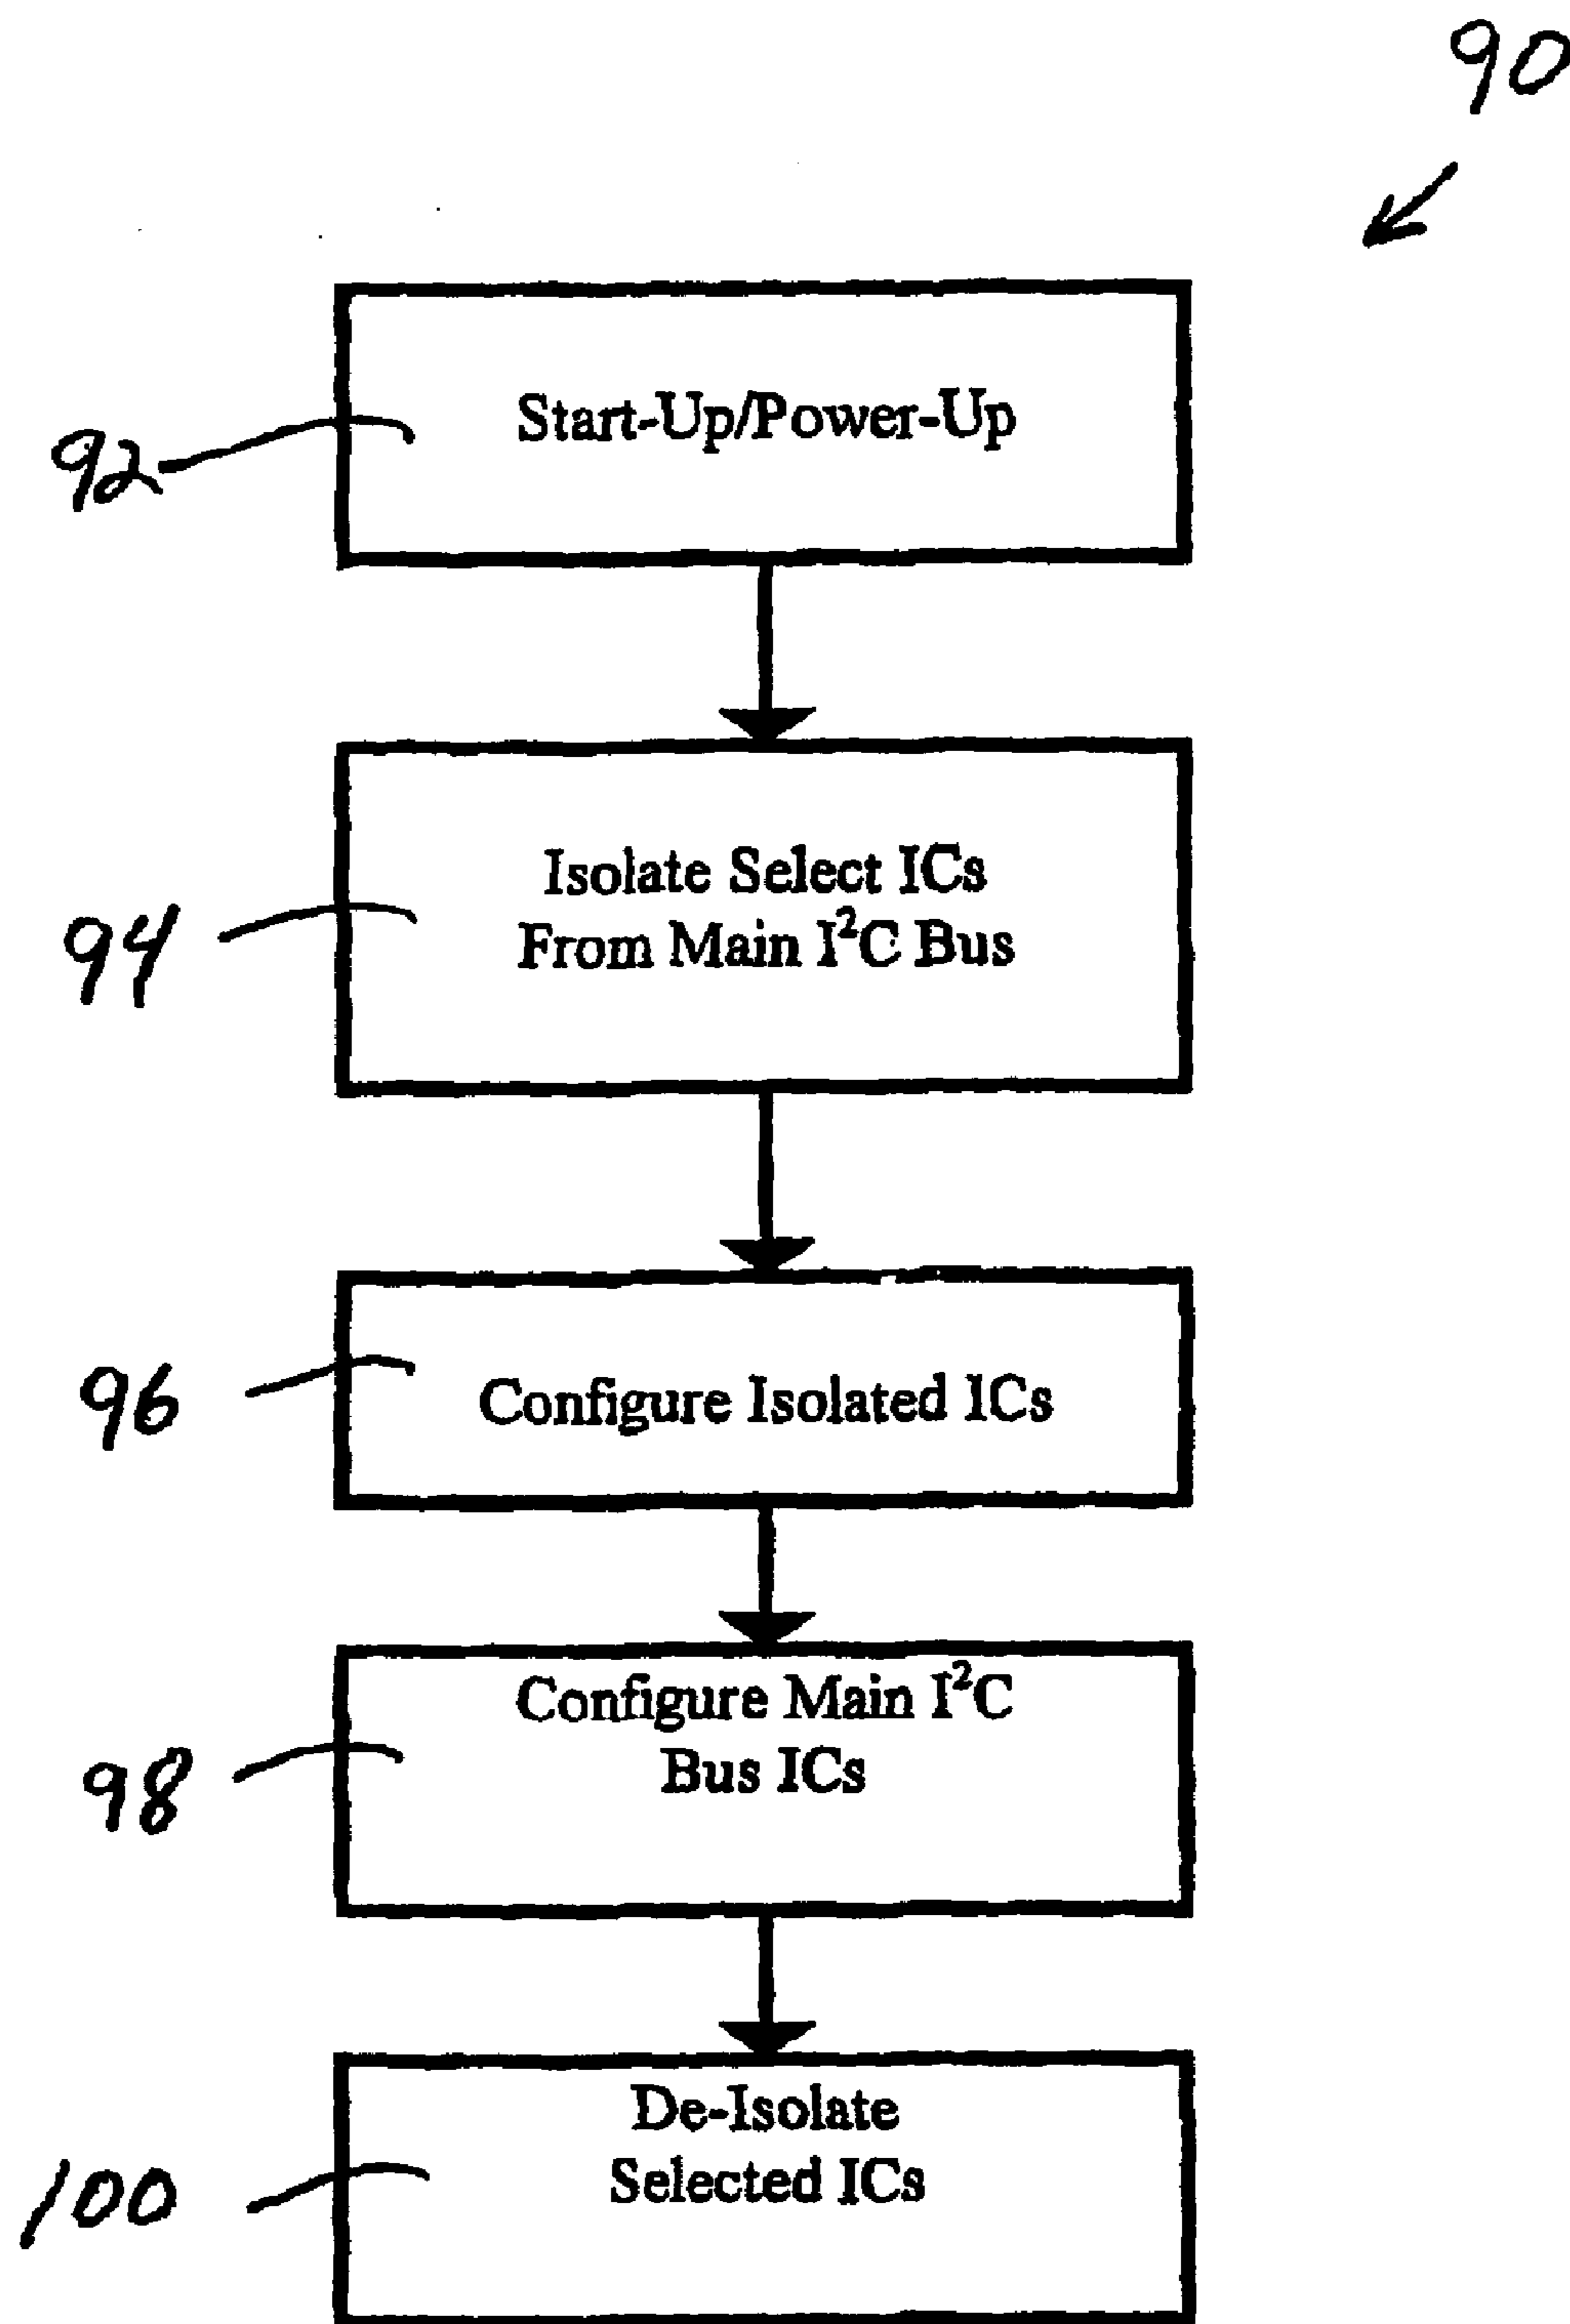 90
92
Start-Up/Power-Up
94
Isolate Select ICs
From Main I²C Bus
96
Configure Isolated ICs
98
Configure Main I²C
Bus ICs
100
De-Isolate
Selected ICs